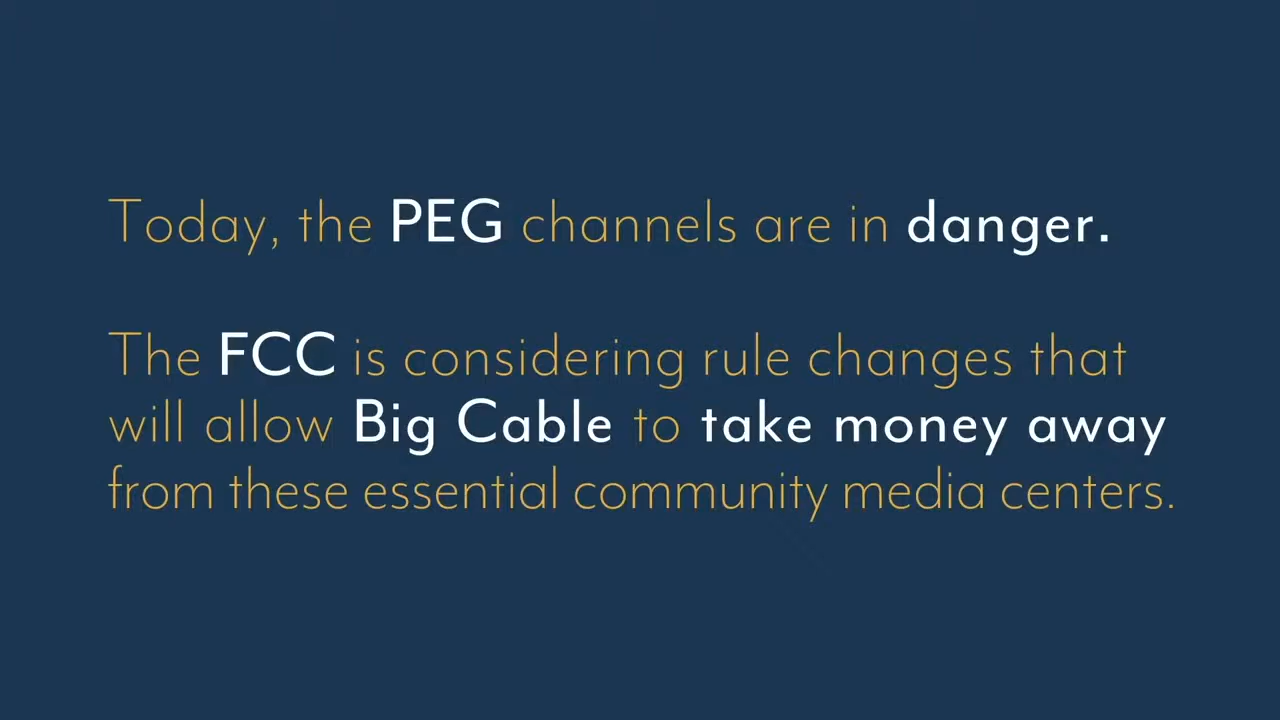 Today, the PEG channels are in danger.
The FCC is considering rule changes that
will allow Big Cable to take money away
from these essential community media centers.